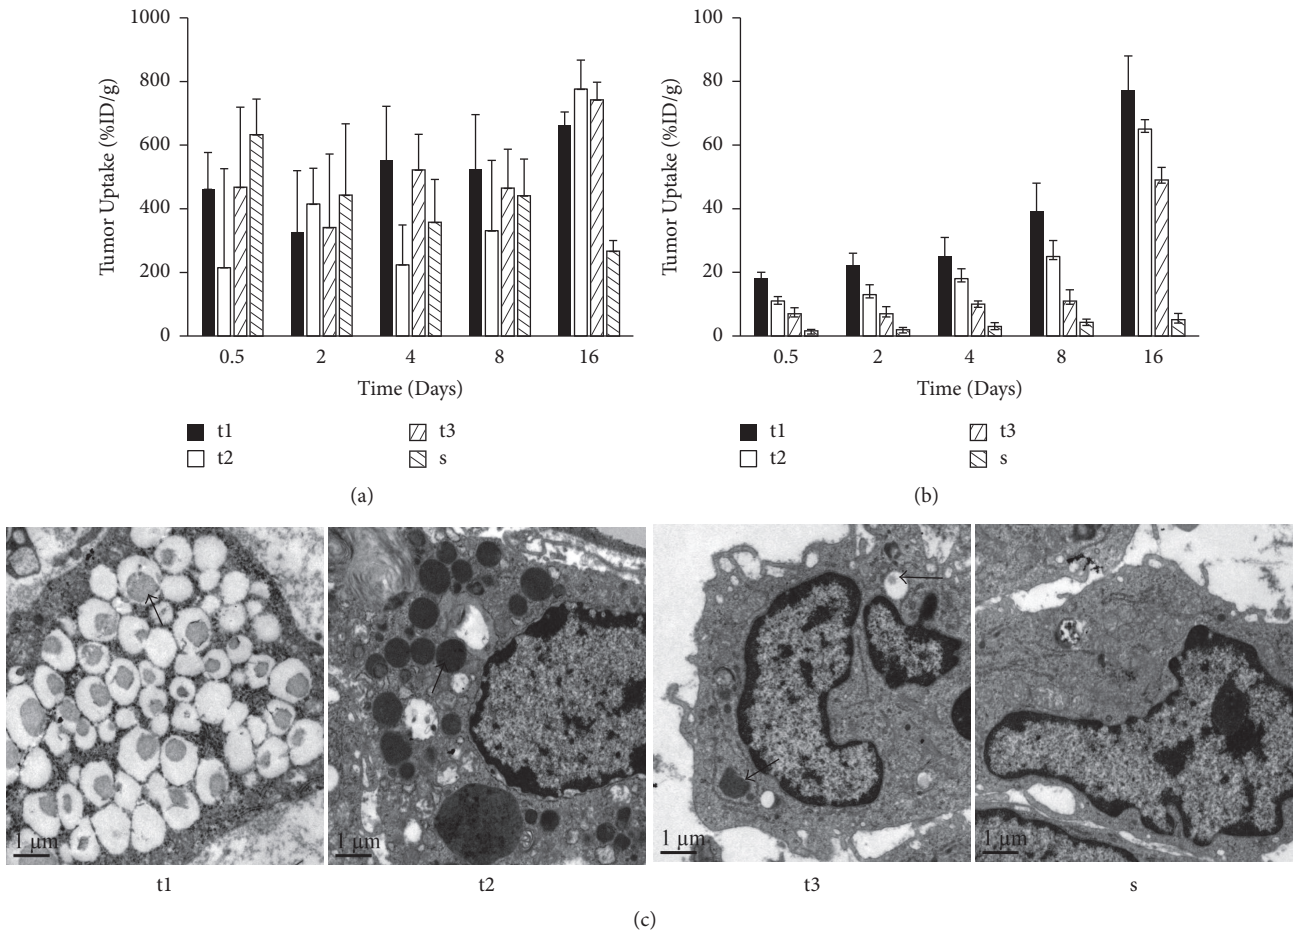 1000
800
600
400
200
0
Tumor Uptake (%ID/g)
0.5 2 4 8 16
Time (Days)
t1 t3
t2 s
(a)
100
80
60
40
20
0
Tumor Uptake (%ID/g)
0.5 2 4 8 16
Time (Days)
t1 t3
t2 s
(b)
1 μm
1 μm
1 μm
1 μm
t1 t2 t3 s
(c)